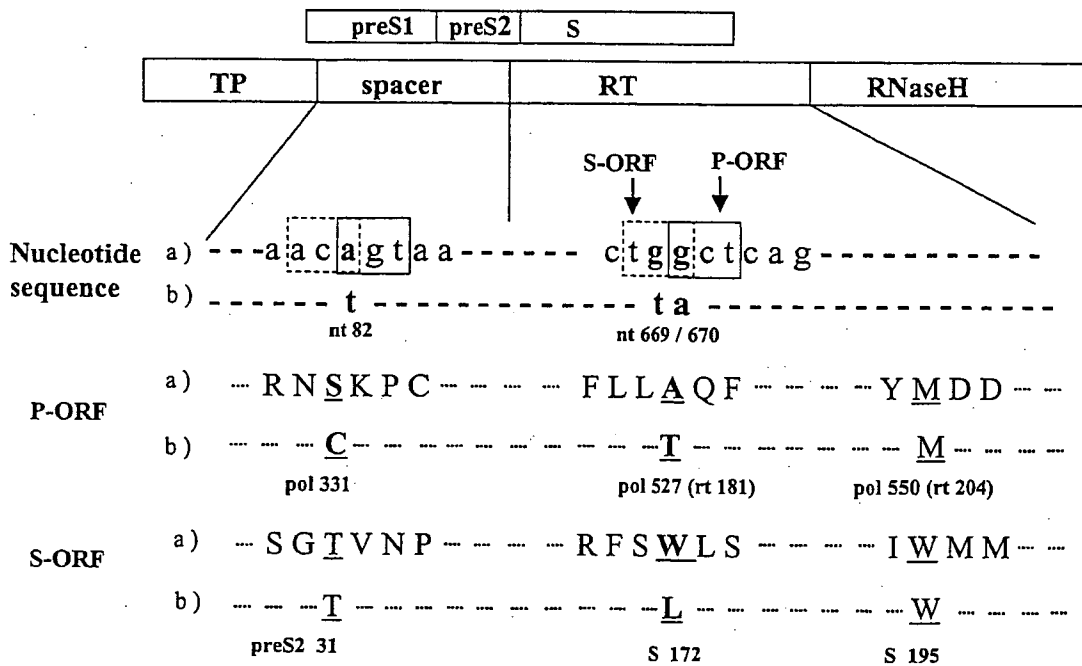 preS1 preS2 S
TP spacer RT RNaseH
S-ORF P-ORF
Nucleotide sequence
a) - - - a a c a g t a a - - - - - - c t g g c t c a g - - - - - - - - - - -
b) - - - - - - t - - - - - - - - - - - t a - - - - - - - - - - - - - - - -
nt 82 nt 669 / 670
P-ORF
a) --- R N S K P C --- --- --- F L L A Q F --- --- --- Y M D D ---
b) --- --- --- C --- --- --- --- --- T --- --- --- --- M --- --- ---
pol 331 pol 527 (rt 181) pol 550 (rt 204)
S-ORF
a) --- S G T V N P --- --- --- R F S W L S --- --- --- I W M M --- ---
b) --- --- --- T --- --- --- --- --- L --- --- --- --- W --- --- ---
preS2 31 S 172 S 195